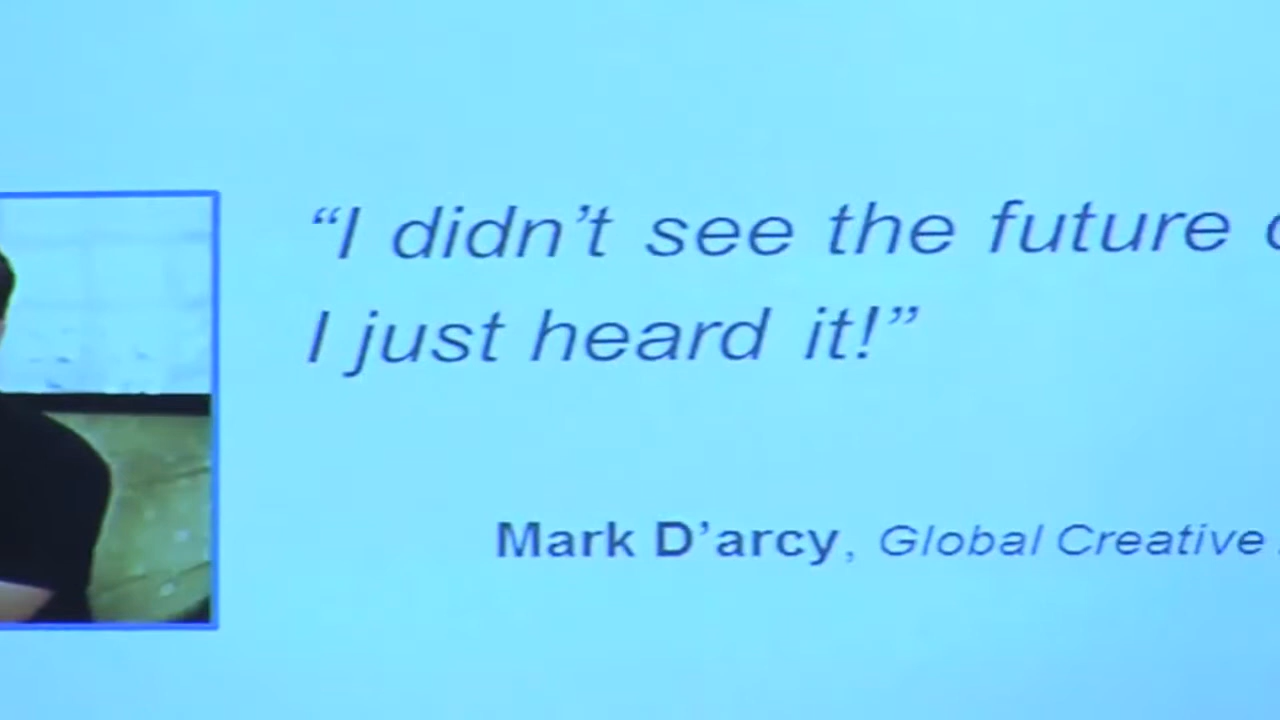 “I didn’t see the future
I just heard it!”
Mark D’arcy, Global Creative